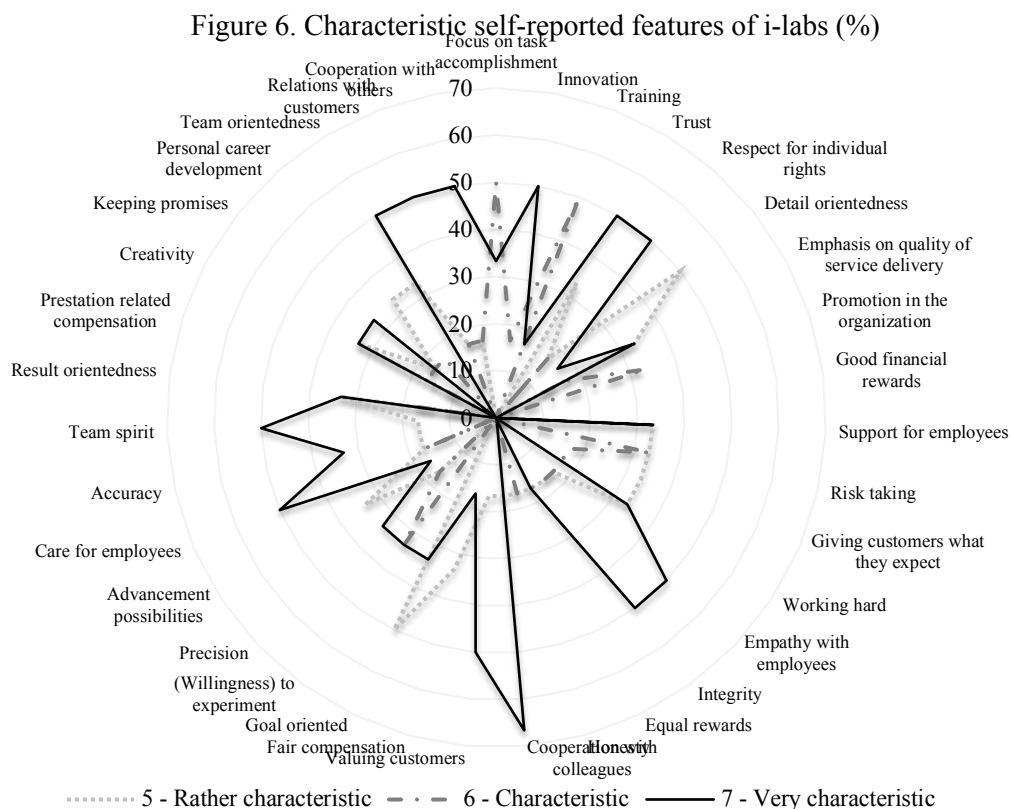 Figure 6. Characteristic self-reported features of i-labs (%)
Focus on task
accomplishment
Innovation
Training
Trust
Respect for individual
rights
Detail orientedness
Emphasis on quality of
service delivery
Promotion in the
organization
Good financial
rewards
Support for employees
Risk taking
Giving customers what
they expect
Working hard
Empathy with
employees
Integrity
Equal rewards
Honesty
Cooperation with
colleagues
Valuing customers
Fair compensation
Goal oriented
(Willingness) to
experiment
Precision
Advancement
possibilities
Care for employees
Accuracy
Team spirit
Result orientedness
Prestation related
compensation
Creativity
Keeping promises
Personal career
development
Team orientedness
Relations with
customers
Cooperation with
others
70
60
50
40
30
20
10
0
5 - Rather characteristic
6 - Characteristic
7 - Very characteristic